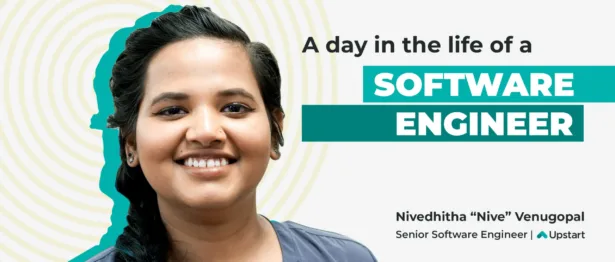 A day in the life of a
SOFTWARE
ENGINEER
Nivedhitha “Nive” Venugopal
Senior Software Engineer | Upstart